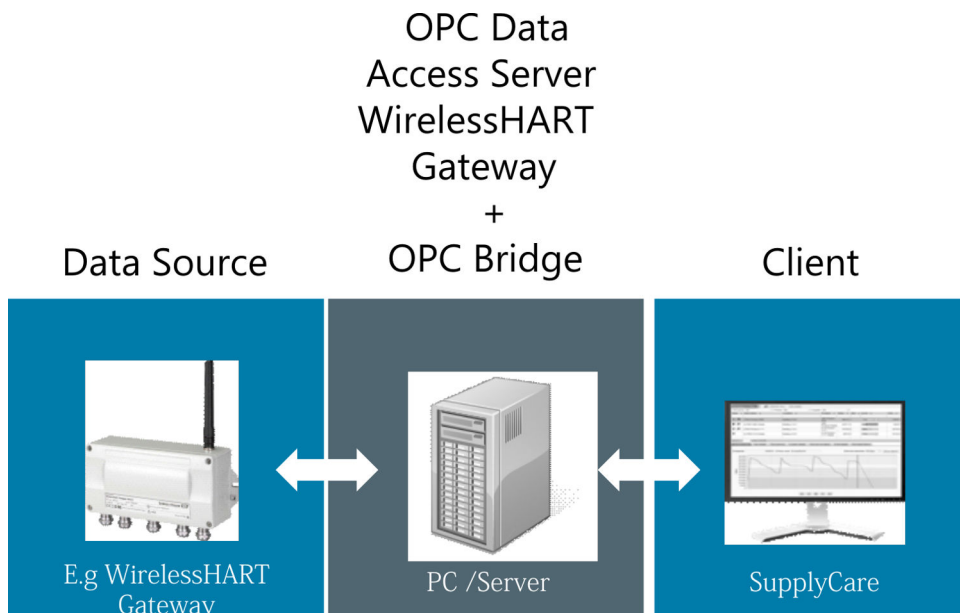 OPC Data
Access Server
WirelessHART
Gateway
+
OPC Bridge
Data Source
Client
E.g WirelessHART
Gateway
PC /Server
SupplyCare